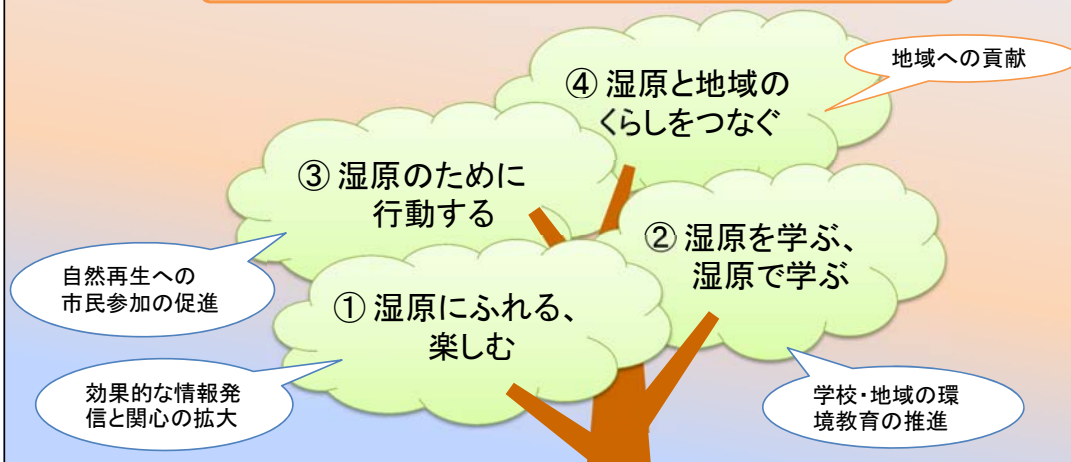 地域への貢献
④ 湿原と地域の
くらしをつなぐ
③ 湿原のために
行動する
② 湿原を学ぶ、
湿原で学ぶ
自然再生への
市民参加の促進
① 湿原にふれる、
楽しむ
効果的な情報発
信と関心の拡大
学校・地域の環
境教育の推進